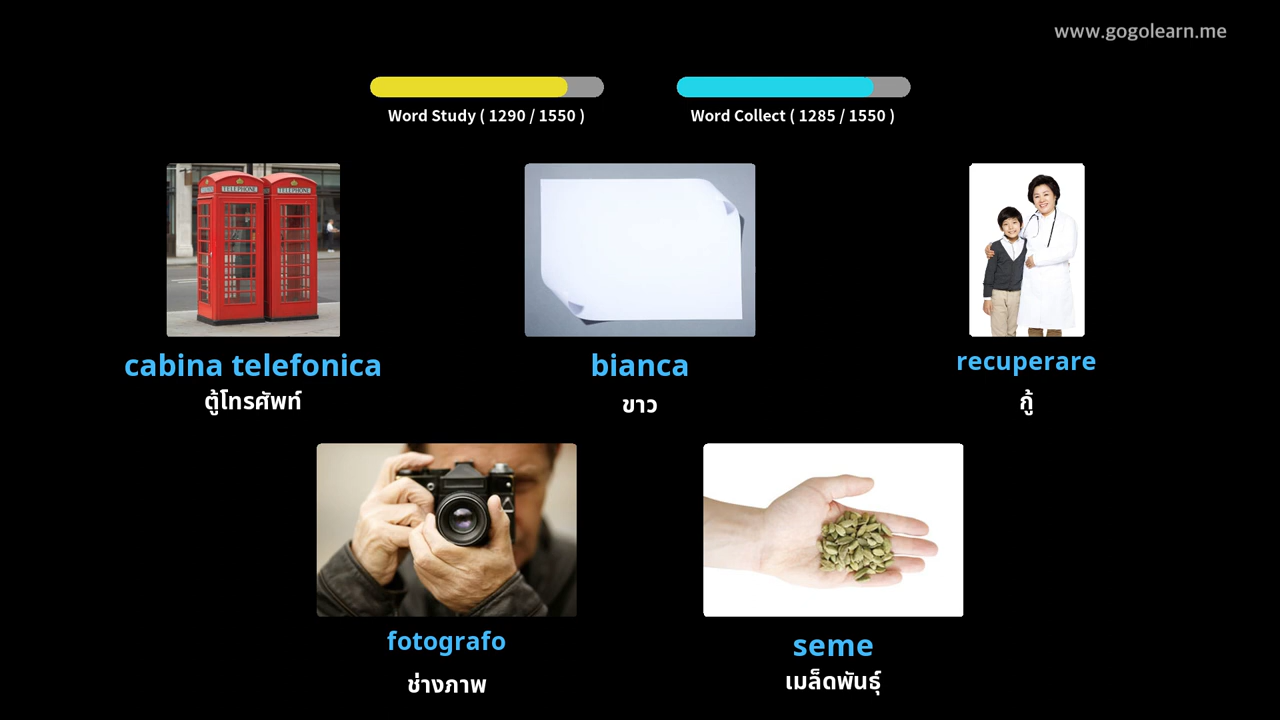 www.gogolearn.me
Word Study ( 1290 / 1550 )
Word Collect ( 1285 / 1550 )
TELEPHONE
TELEPHONE
cabina telefonica
ตู้โทรศัพท์
bianca
ขาว
recuperare
กู้
fotografo
ช่างภาพ
seme
เมล็ดพันธุ์